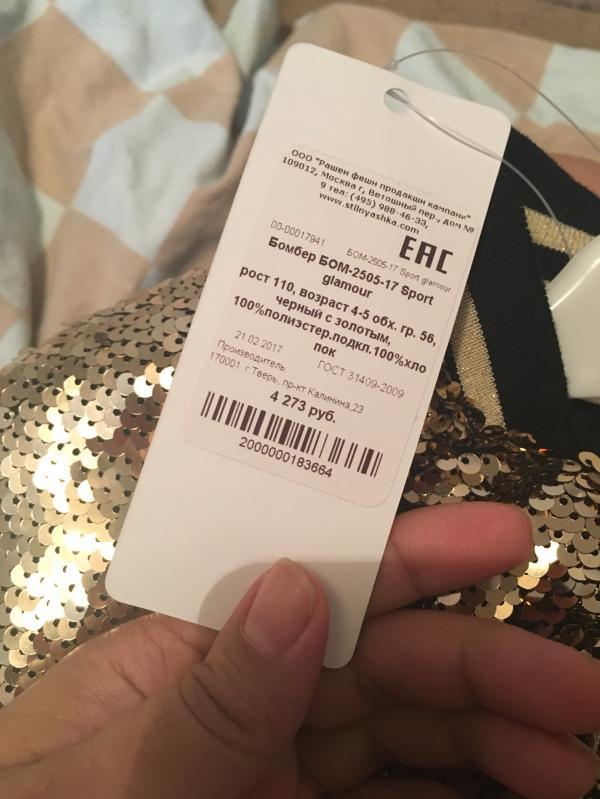 ООО "Рашен фешн продакшн кампани"
109012, Москва г, Ветошный пер., дом №
9 тел: (495) 988-46-33,
www.stilnyashka.com
ЕАС
00-00017941 БОМ-2505-17 Sport glamour
Бомбер БОМ-2505-17 Sport
glamour
рост 110, возраст 4-5 обх. гр. 56,
черный с золотым,
100%полиэстер.подкл.100%хло
пок
21.02.2017 ГОСТ 31409-2009
Производитель
170001 г.Тверь, пр-кт.Калинина,23
4 273 руб.
2000000183664